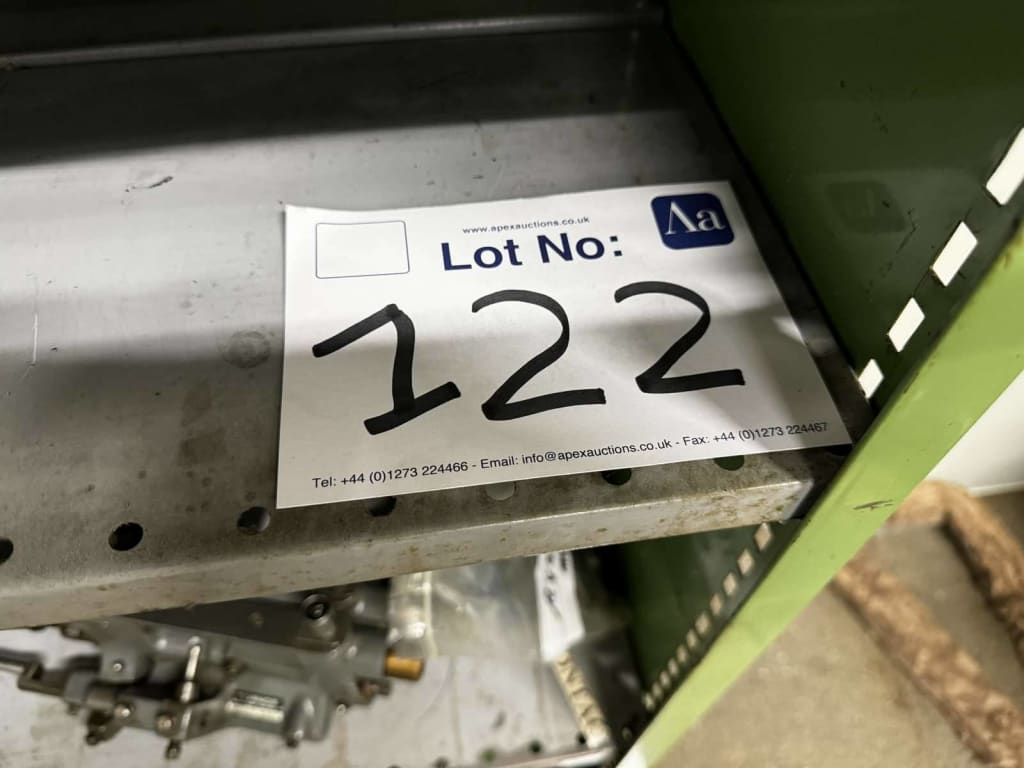 www.apexauctions.co.uk
Lot No:
Aa
122
Tel: +44 (0)1273 224466 - Email: info@apexauctions.co.uk - Fax: +44 (0)1273 224467